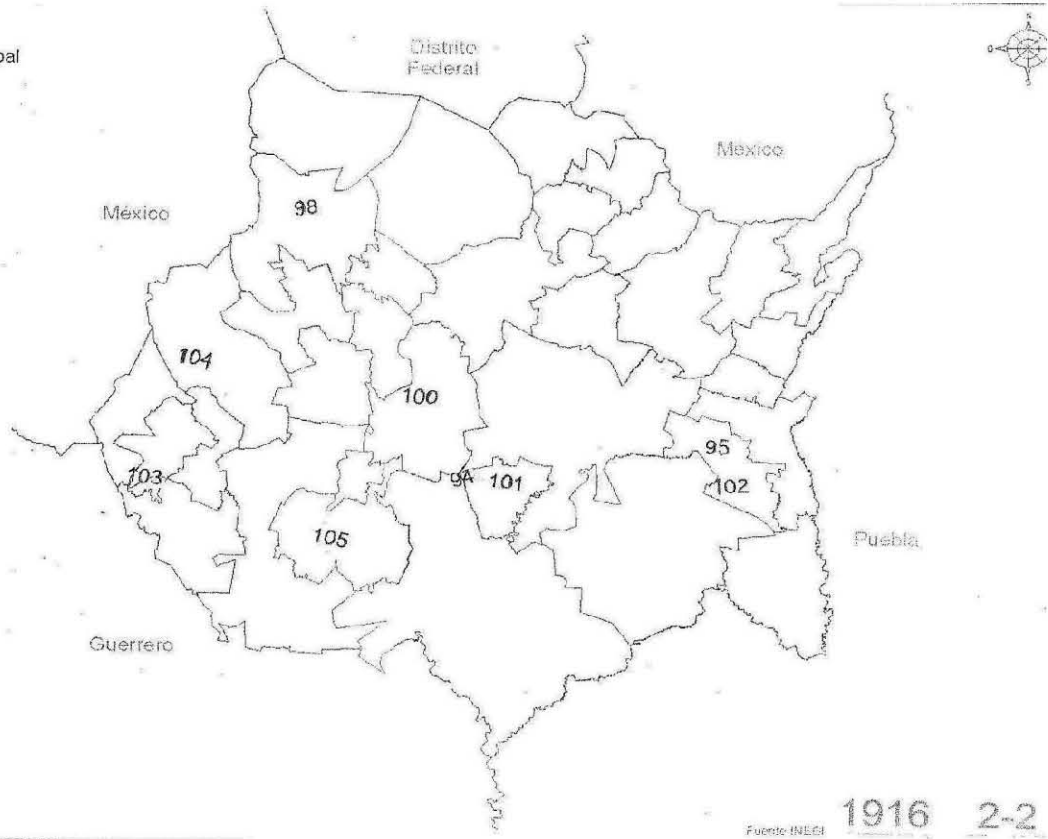 pal
Distrito
Federal
México
México
98
104
100
103
9A
101
95
102
105
Puebla
Guerrero
Fuente INEGI
1916 2-2